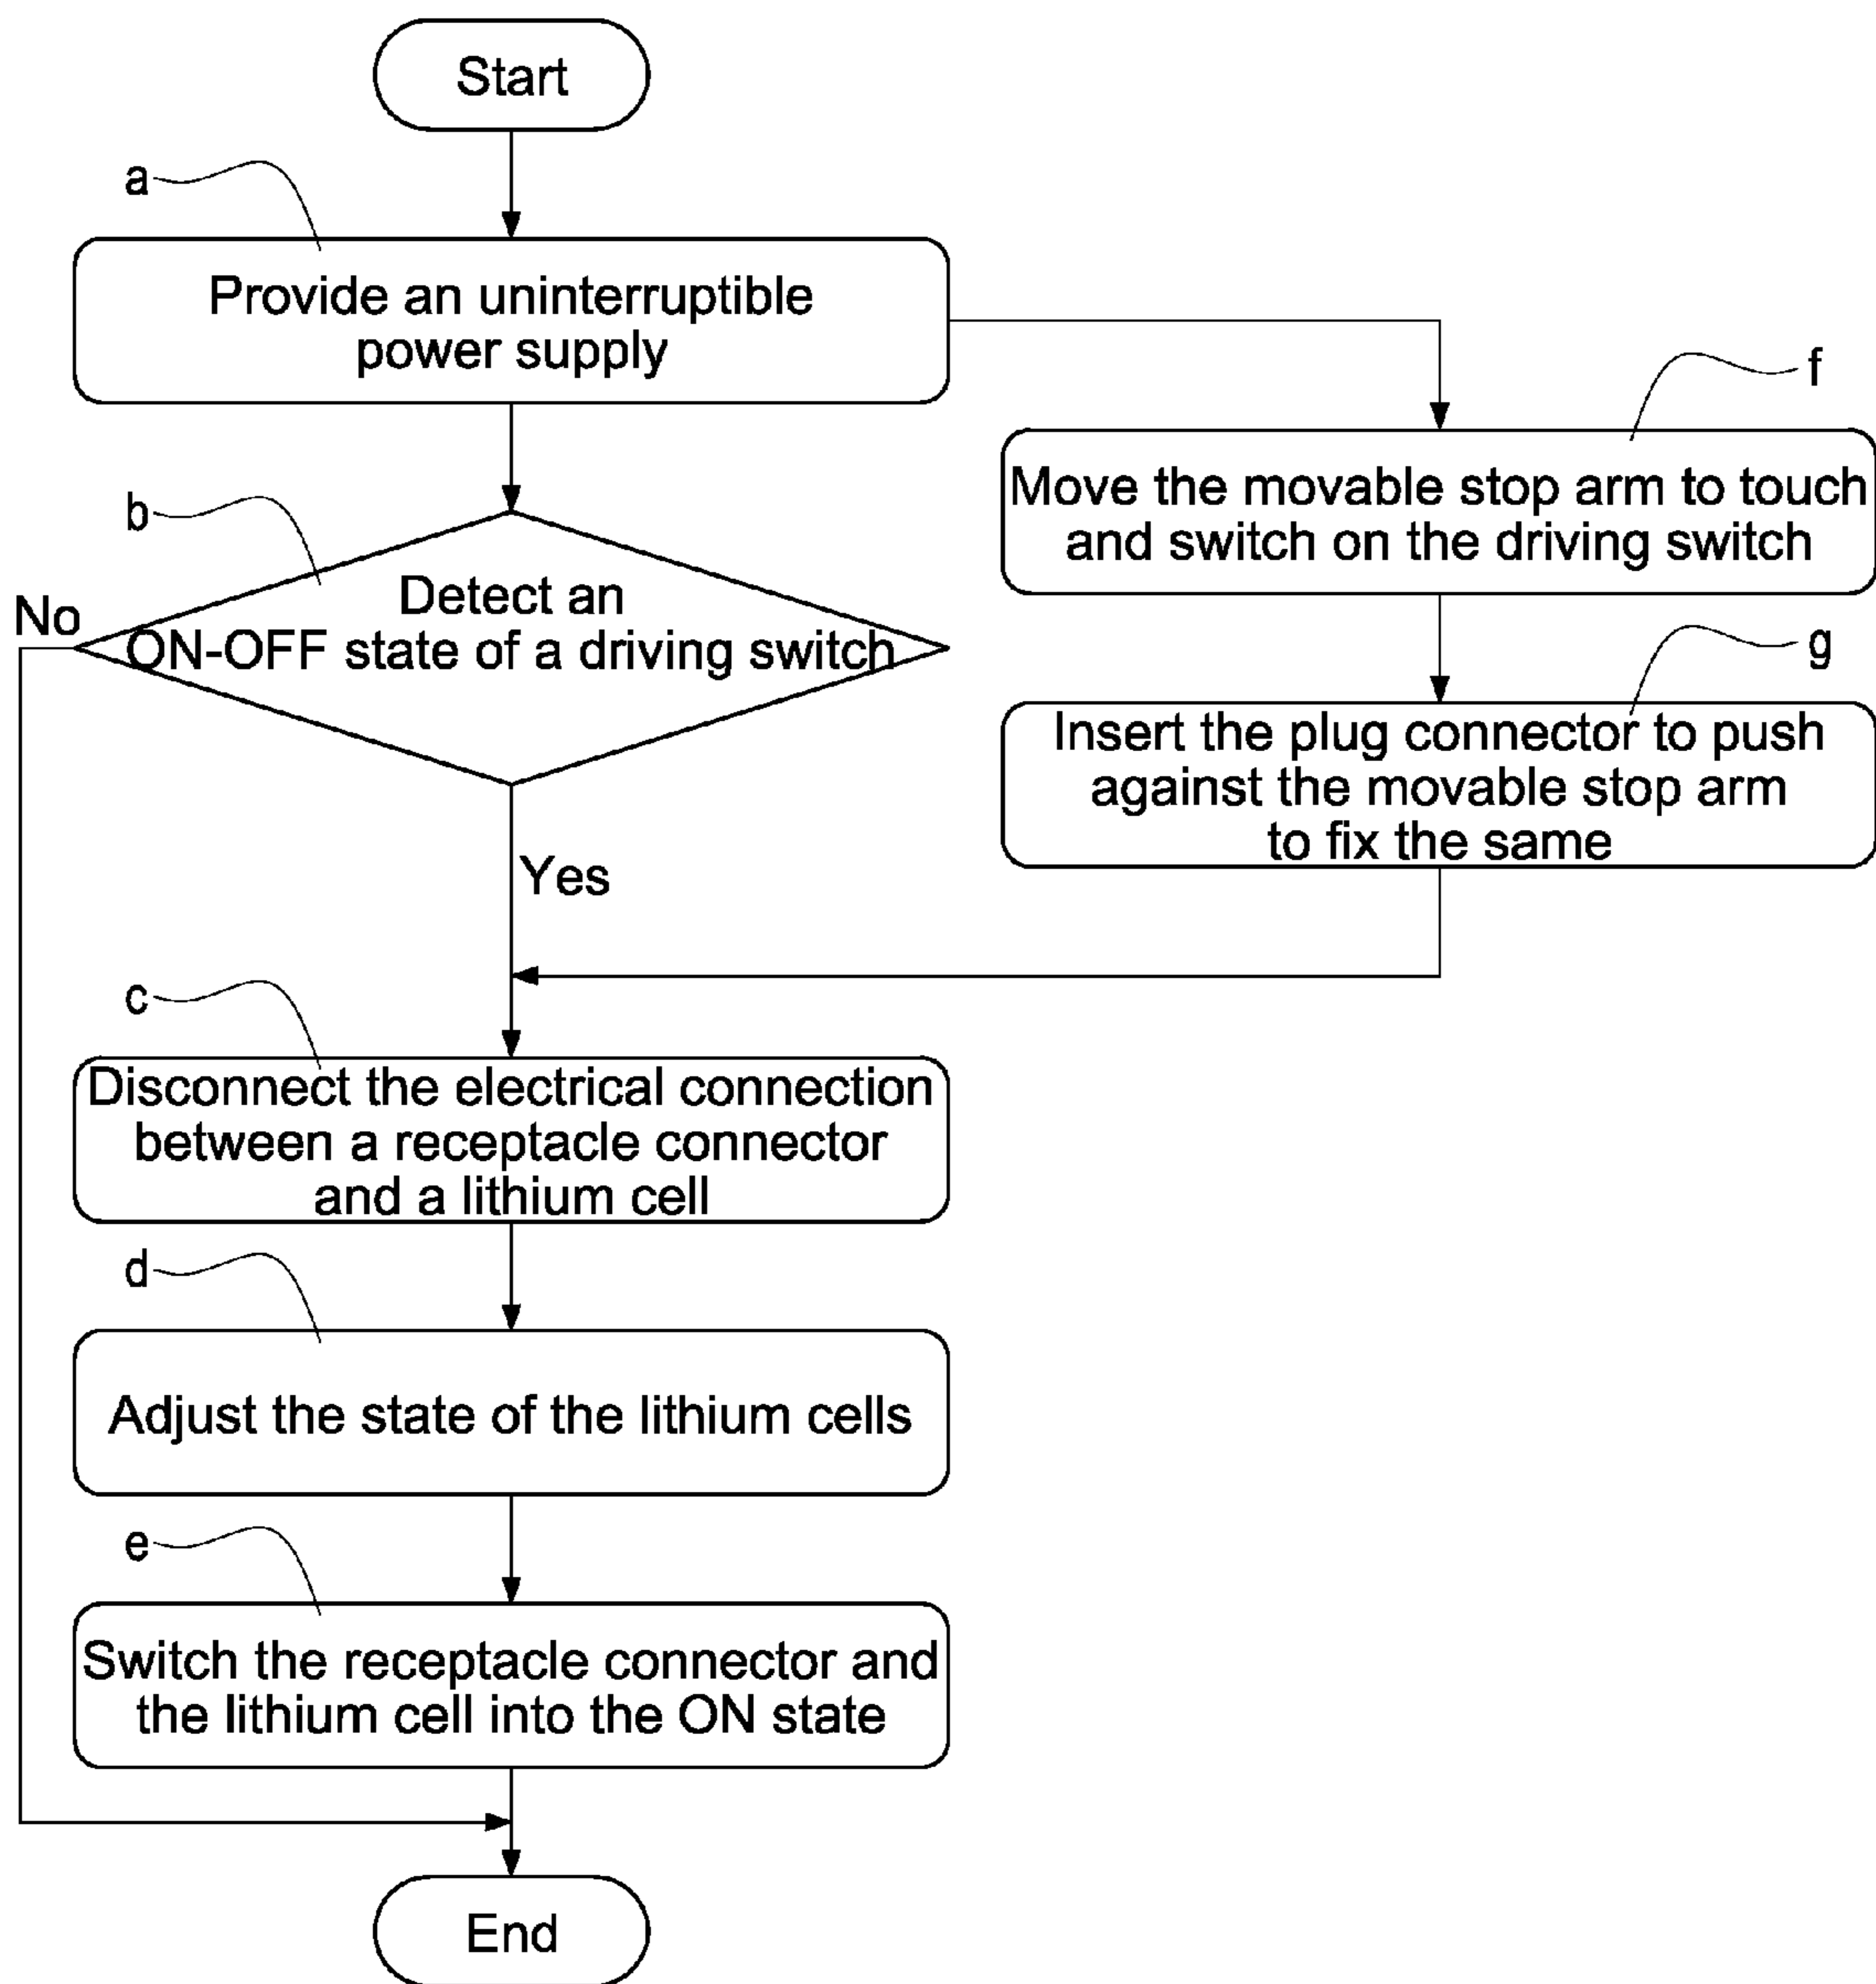 Start
a
Provide an uninterruptible
power supply
f
Move the movable stop arm to touch
and switch on the driving switch
b
Detect an
ON-OFF state of a driving switch
No
g
Insert the plug connector to push
against the movable stop arm
to fix the same
Yes
c
Disconnect the electrical connection
between a receptacle connector
and a lithium cell
d
Adjust the state of the lithium cells
e
Switch the receptacle connector and
the lithium cell into the ON state
End